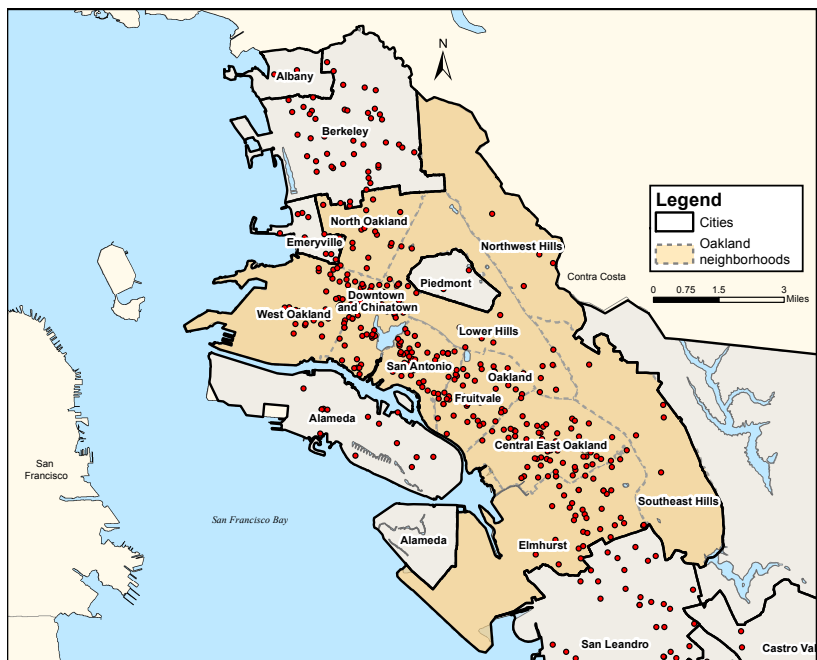 N
Albany
Berkeley
Legend
Cities
Oakland
neighborhoods
North Oakland
Emeryville
Northwest Hills
Contra Costa
Piedmont
0 0.75 1.5 3
Miles
Downtown
and Chinatown
West Oakland
Lower Hills
San Antonio
Oakland
Fruitvale
Alameda
Central East Oakland
San
Francisco
Southeast Hills
San Francisco Bay
Alameda
Elmhurst
San Leandro
Castro Val